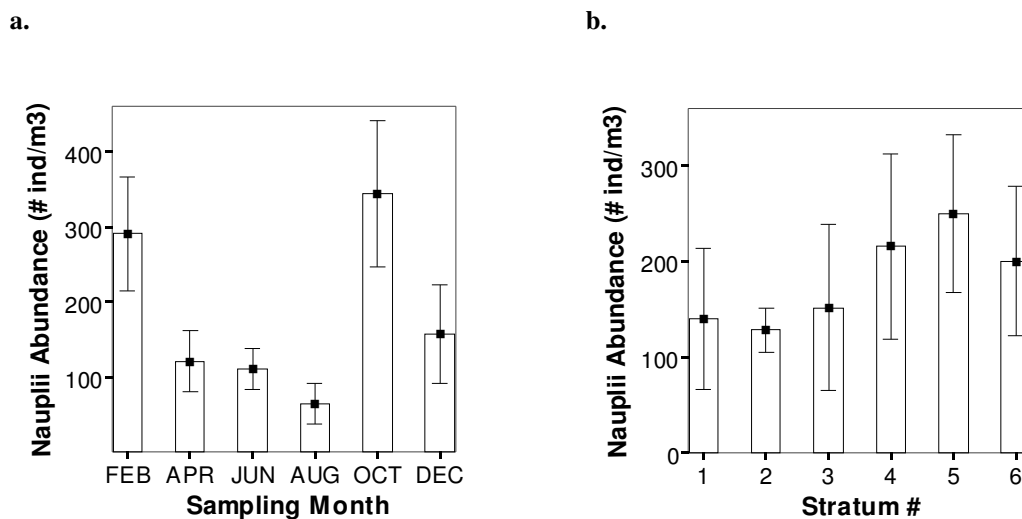 a.
b.
Nauplii Abundance (# ind/m3)
400
300
200
100
FEB APR JUN AUG OCT DEC
Sampling Month
Nauplii Abundance (# ind/m3)
300
200
100
0
1 2 3 4 5 6
Stratum #